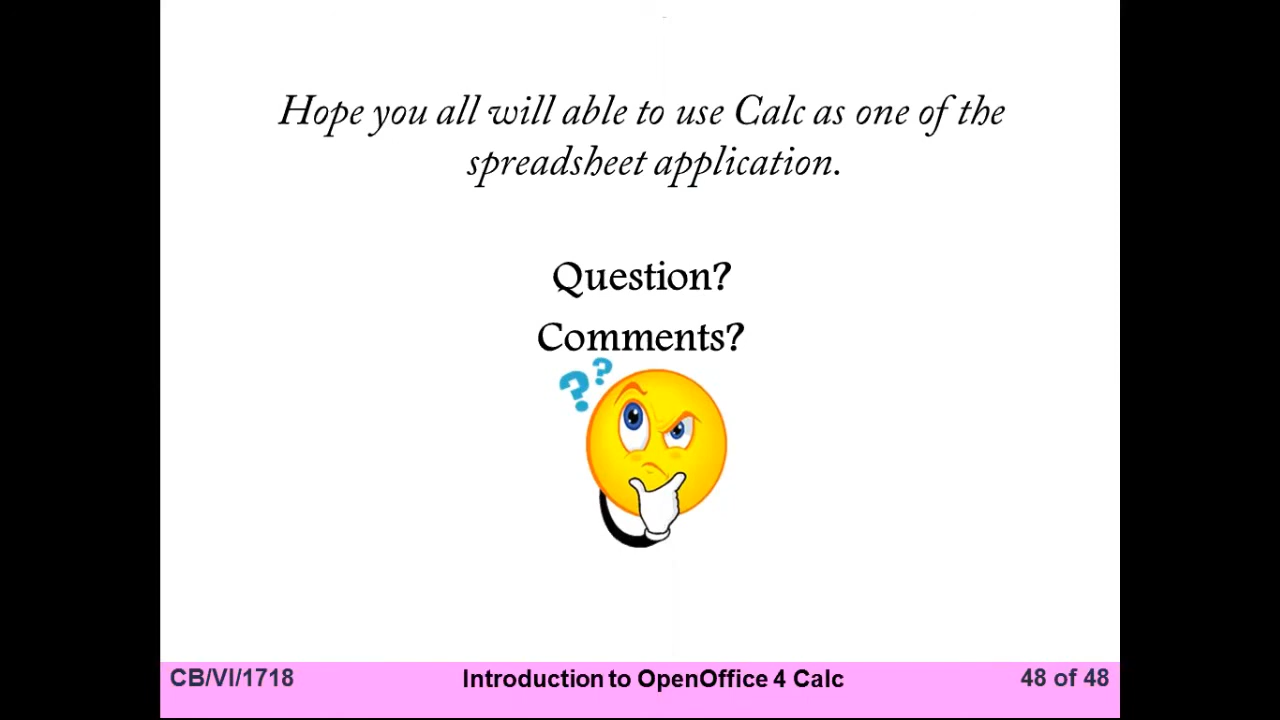 Hope you all will able to use Calc as one of the
spreadsheet application.
Question?
Comments?
??
CB/VI/1718
Introduction to OpenOffice 4 Calc
48 of 48